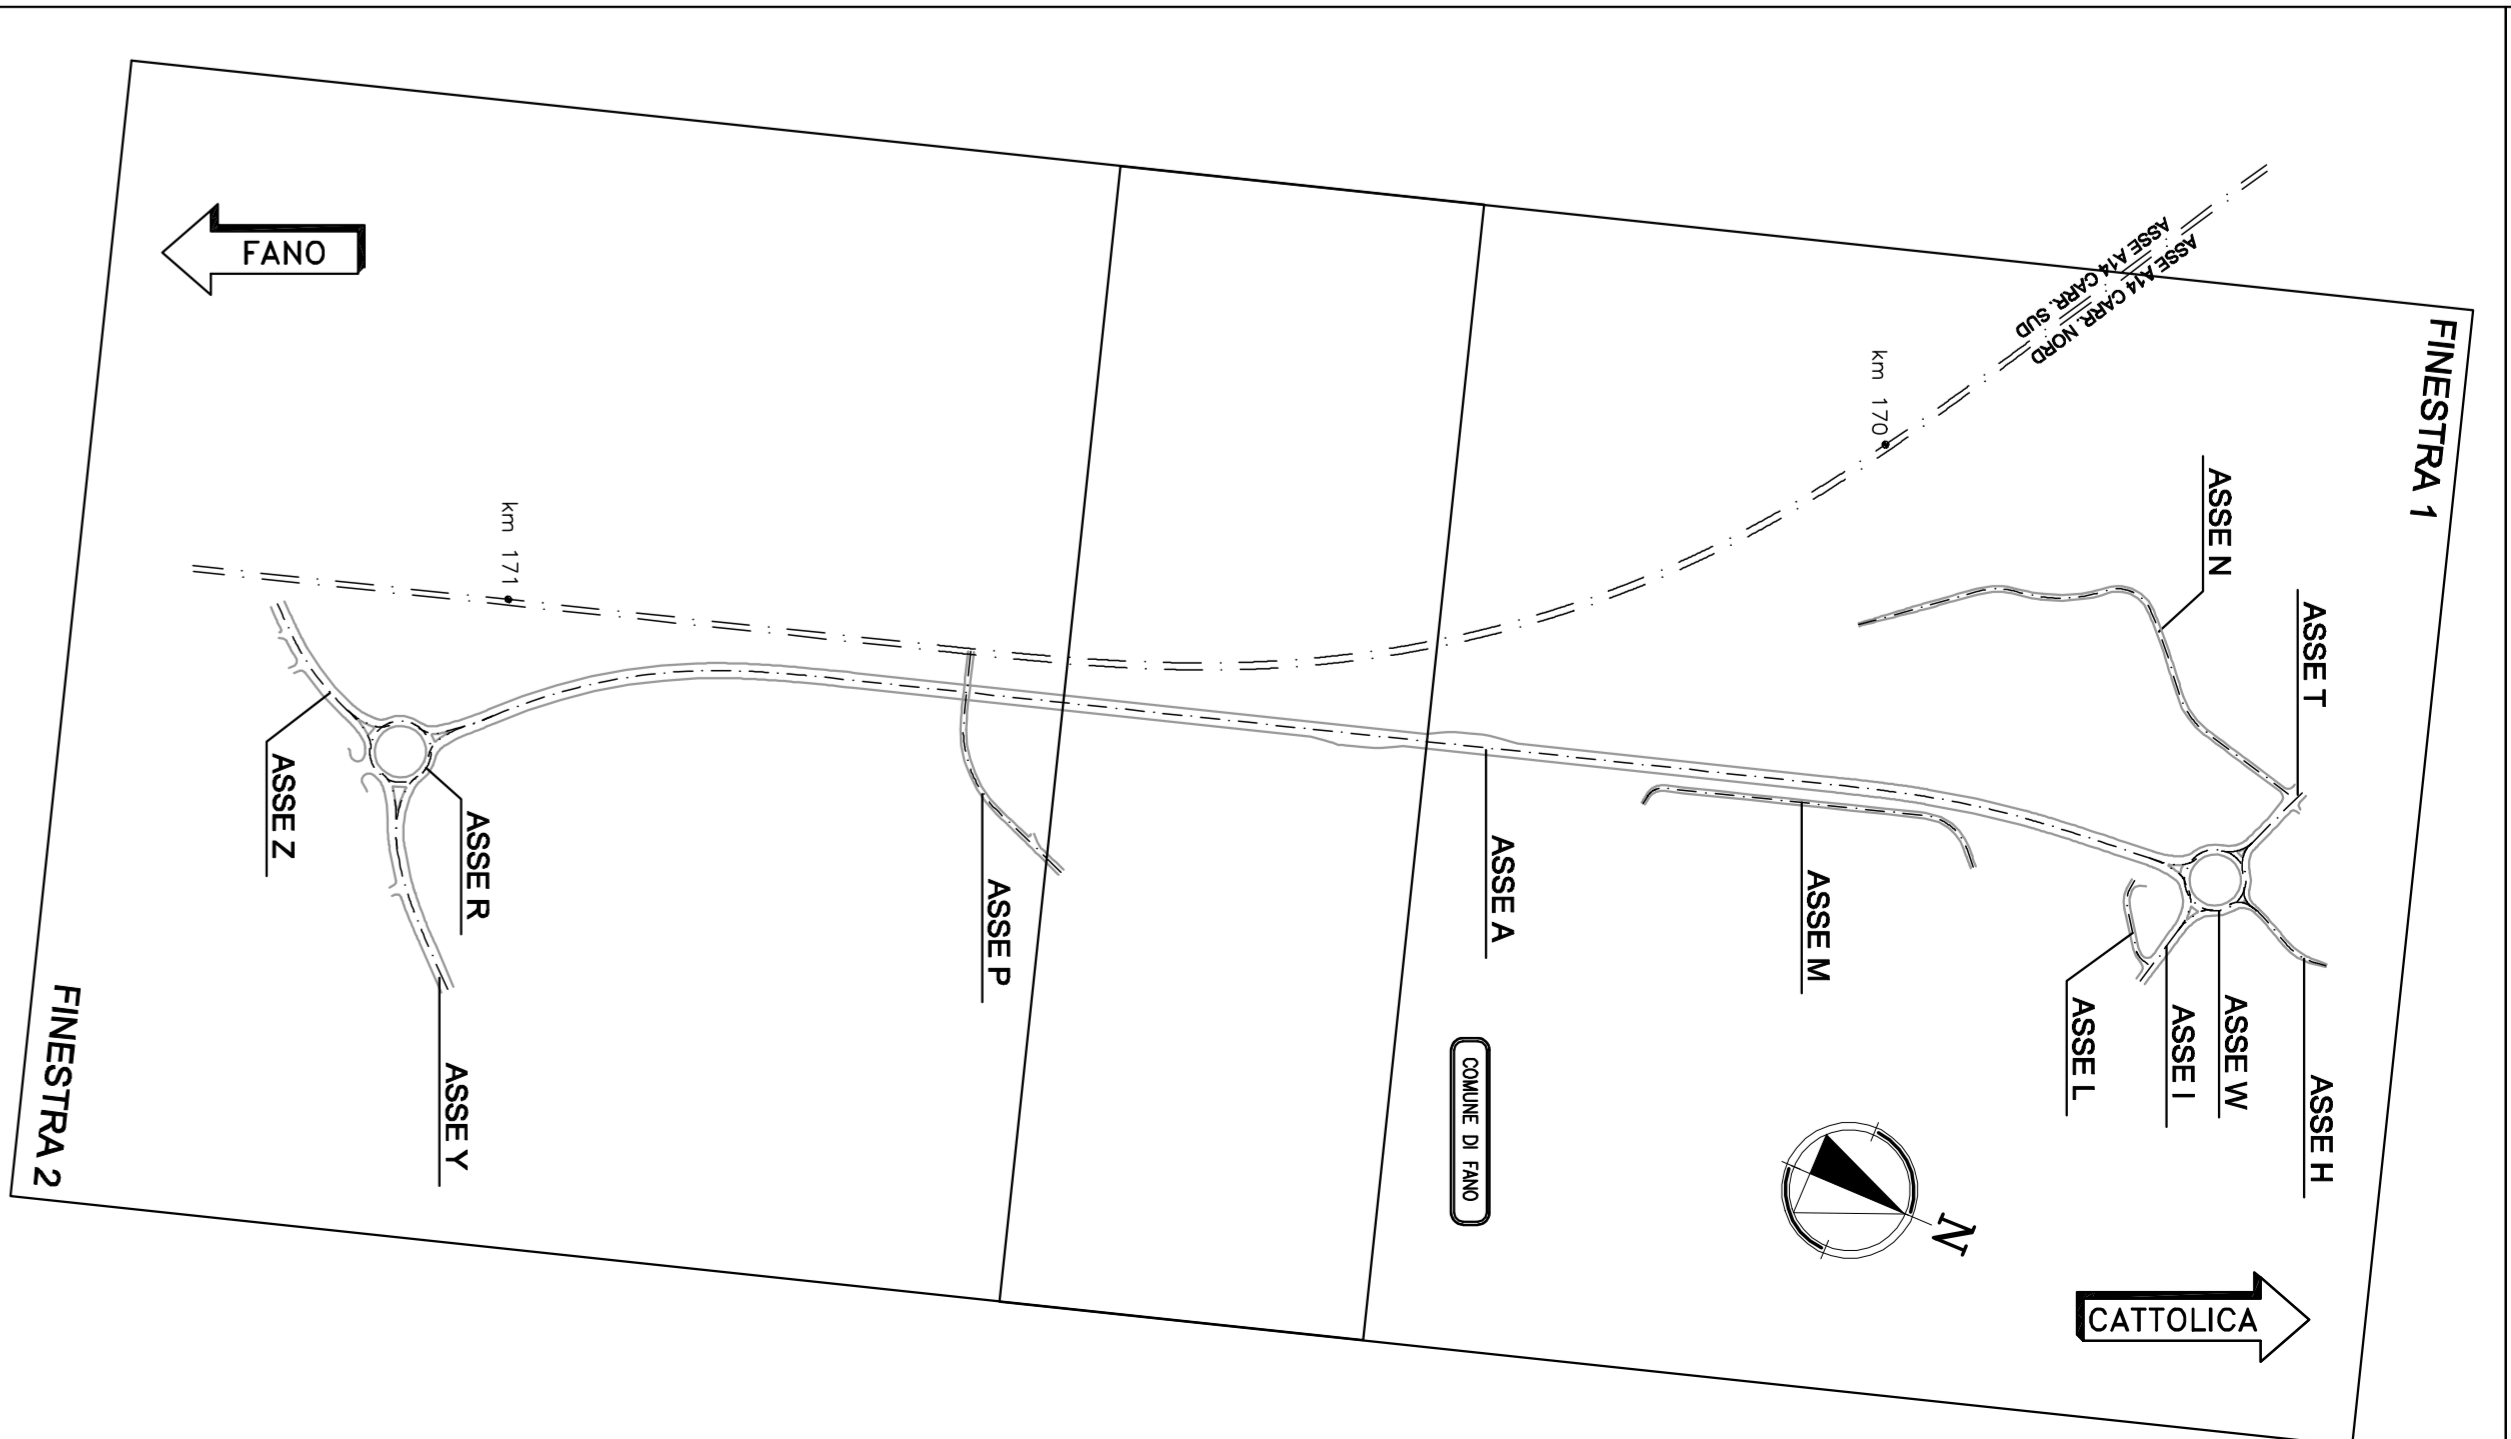 FANO
ASSE A14 CARR. SUD
ASSE A14 CARR. NORD
FINESTRA 1
km 170
ASSE N
km 171
ASSE T
ASSE Z
ASSE R
ASSE P
ASSE A
ASSE M
ASSE L
ASSE I
ASSE W
ASSE H
ASSE Y
FINESTRA 2
COMUNE DI FANO
N
CATTOLICA